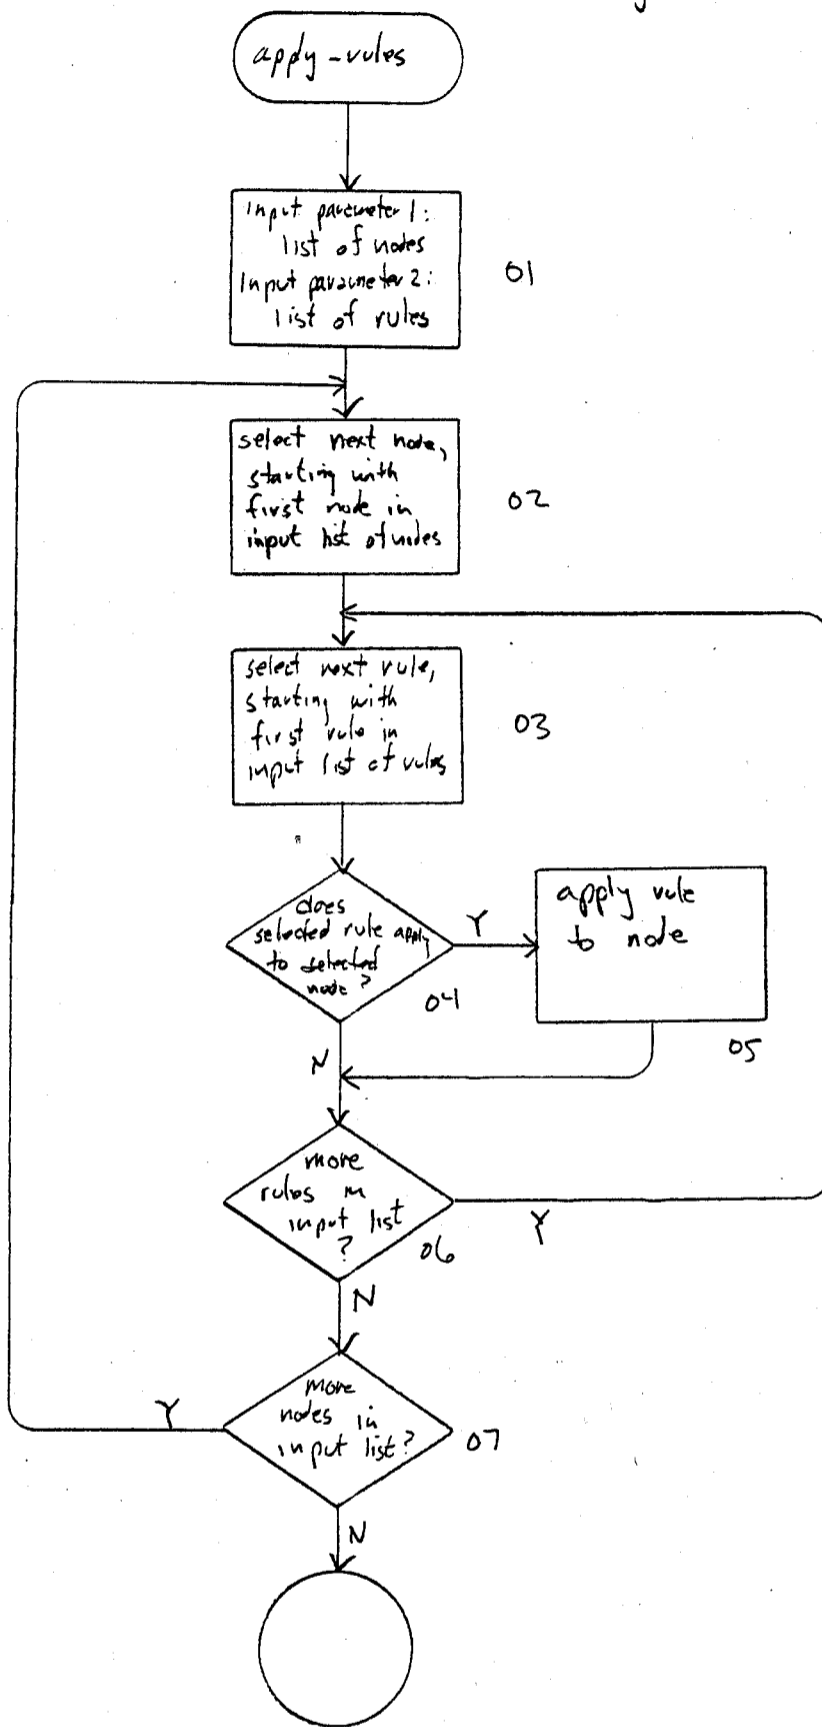 apply-rules
Input parameter 1:
list of nodes
Input parameter 2:
list of rules
01
select next node,
starting with
first node in
input list of nodes
02
select next rule,
starting with
first rule in
input list of rules
03
does
selected rule apply
to selected
node?
04
Y
apply rule
to node
05
N
more
rules in
input list
?
06
Y
N
more
nodes in
input list?
07
Y
N